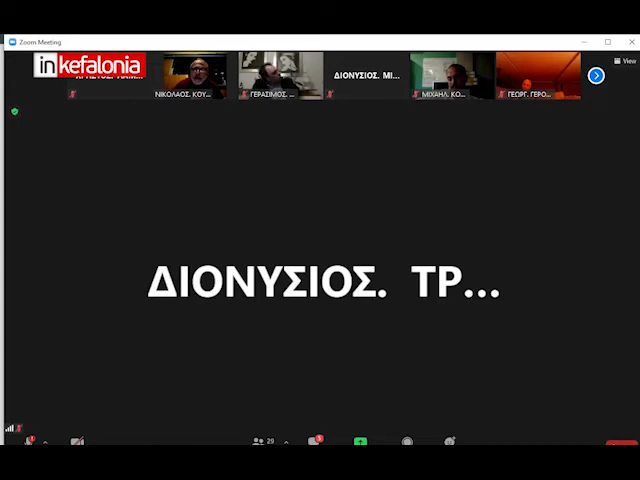 Zoom Meeting
inkefalonia
View
ΔΙΟΝΥΣΙΟΣ. ΜΙ...
ΝΙΚΟΛΑΟΣ. ΚΟΥ...
ΓΕΡΑΣΙΜΟΣ. ...
ΜΙΧΑΗΛ. ΚΟ...
ΓΕΩΡΓ. ΓΕΡΟ...
ΔΙΟΝΥΣΙΟΣ. ΤΡ...
29